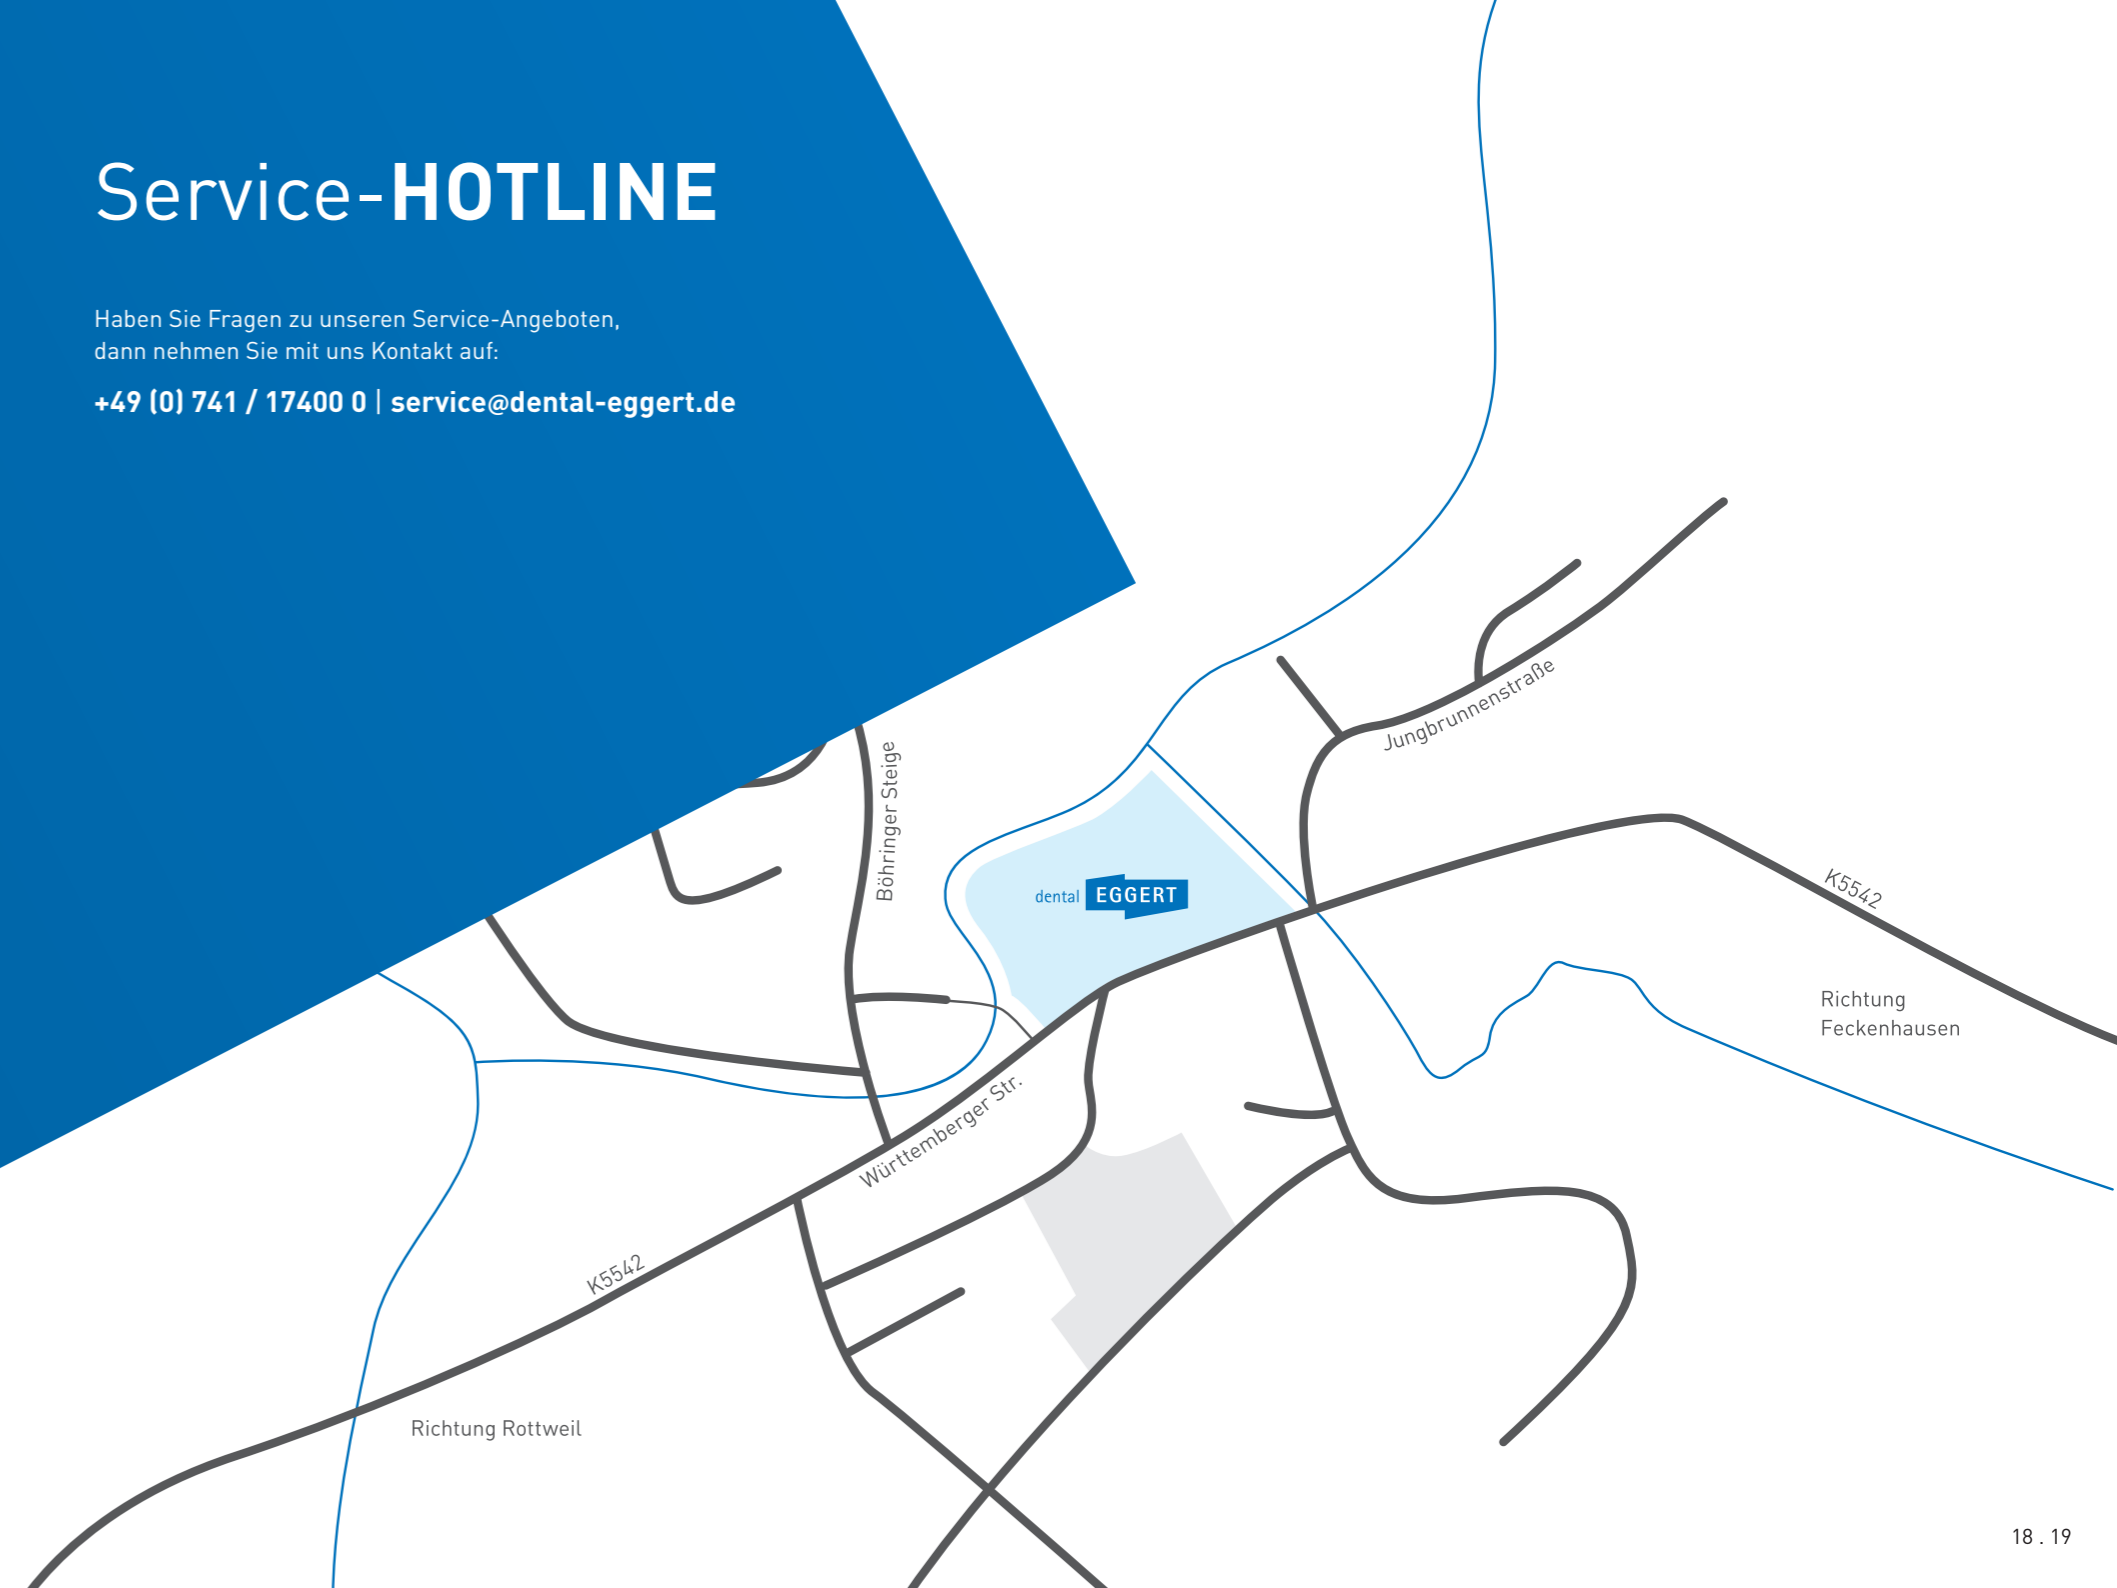 Service-HOTLINE
Haben Sie Fragen zu unseren Service-Angeboten,
dann nehmen Sie mit uns Kontakt auf:
+49 (0) 741 / 17400 0 | service@dental-eggert.de
Jungbrunnenstraße
Böhringer Steige
dental EGGERT
K5542
Richtung
Feckenhausen
Württemberger Str.
K5542
Richtung Rottweil
18 . 19